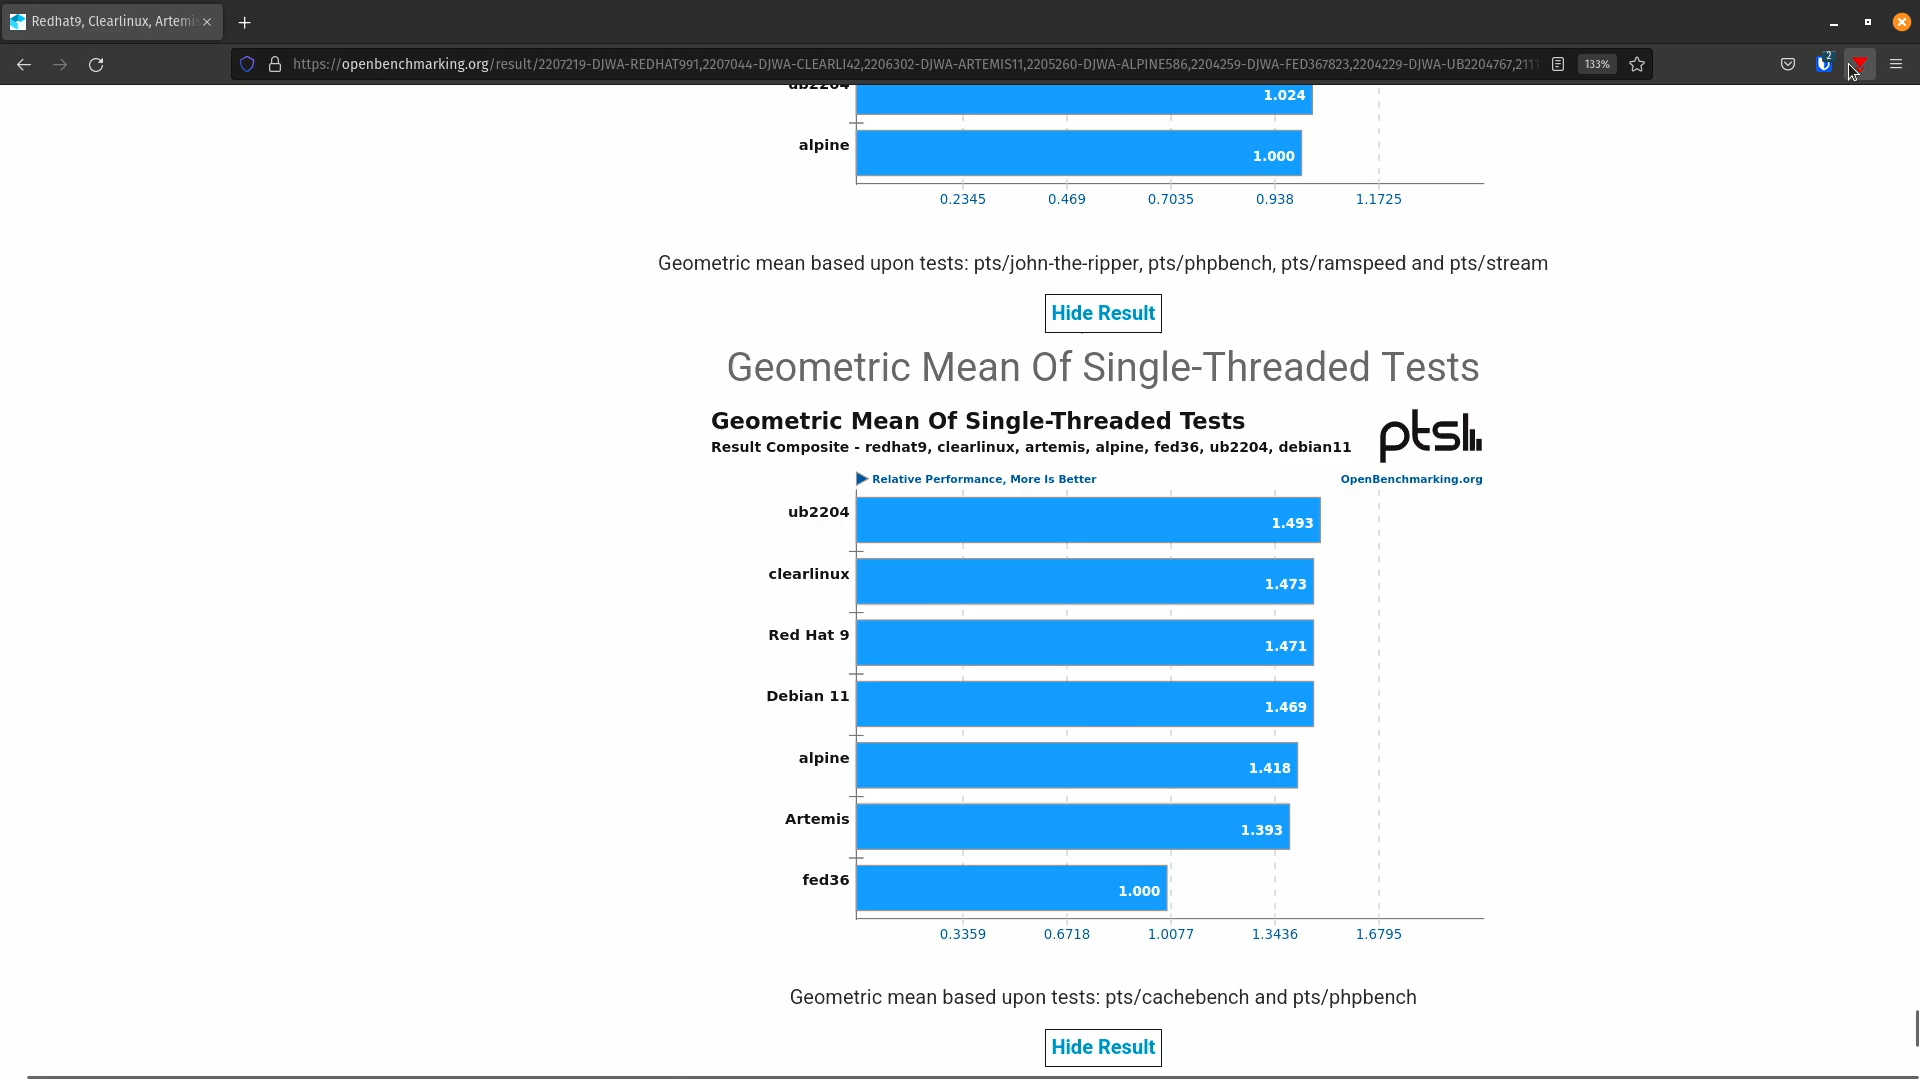 Redhat9, Clearlinux, Artemi
https://openbenchmarking.org/result/2207219-DJWA-REDHAT991,2207044-DJWA-CLEARLI42,2206302-DJWA-ARTEMIS11,2205260-DJWA-ALPINE586,2204259-DJWA-FED367823,2204229-DJWA-UB2204767,2111
133%
2
ub2204
1.024
alpine
1.000
0.2345 0.469 0.7035 0.938 1.1725
Geometric mean based upon tests: pts/john-the-ripper, pts/phpbench, pts/ramspeed and pts/stream
Hide Result
Geometric Mean Of Single-Threaded Tests
Geometric Mean Of Single-Threaded Tests
ptsl
Result Composite - redhat9, clearlinux, artemis, alpine, fed36, ub2204, debian11
Relative Performance, More Is Better
OpenBenchmarking.org
ub2204
1.493
clearlinux
1.473
Red Hat 9
1.471
Debian 11
1.469
alpine
1.418
Artemis
1.393
fed36
1.000
0.3359 0.6718 1.0077 1.3436 1.6795
Geometric mean based upon tests: pts/cachebench and pts/phpbench
Hide Result